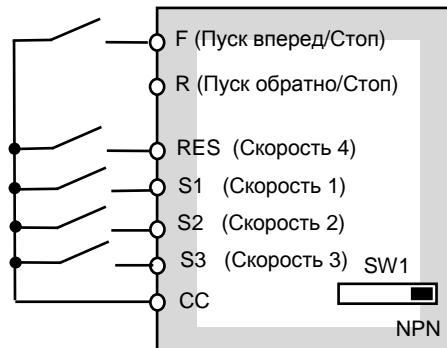 F (Пуск вперед/Стоп)
R (Пуск обратно/Стоп)
RES (Скорость 4)
S1 (Скорость 1)
S2 (Скорость 2)
S3 (Скорость 3)
SW1
CC
NPN